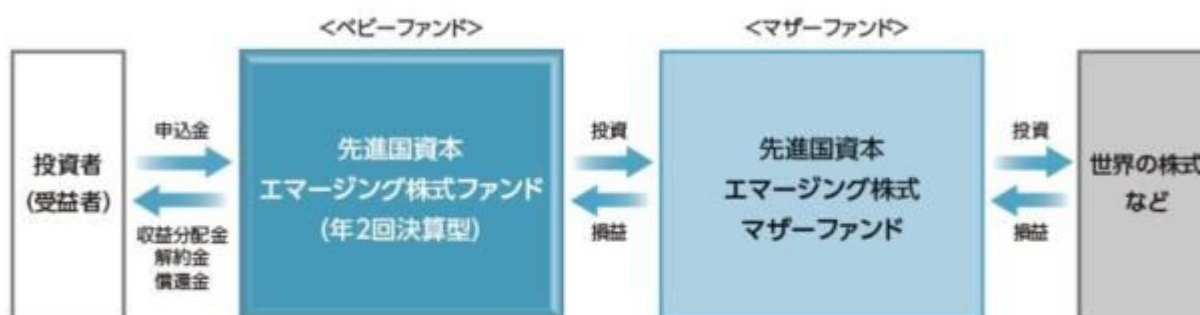 <ベビーファンド>
<マザーファンド>
投資者
(受益者)
申込金
収益分配金
解約金
償還金
先進国資本
エマージング株式ファンド
(年2回決算型)
投資
損益
先進国資本
エマージング株式
マザーファンド
投資
損益
世界の株式
など